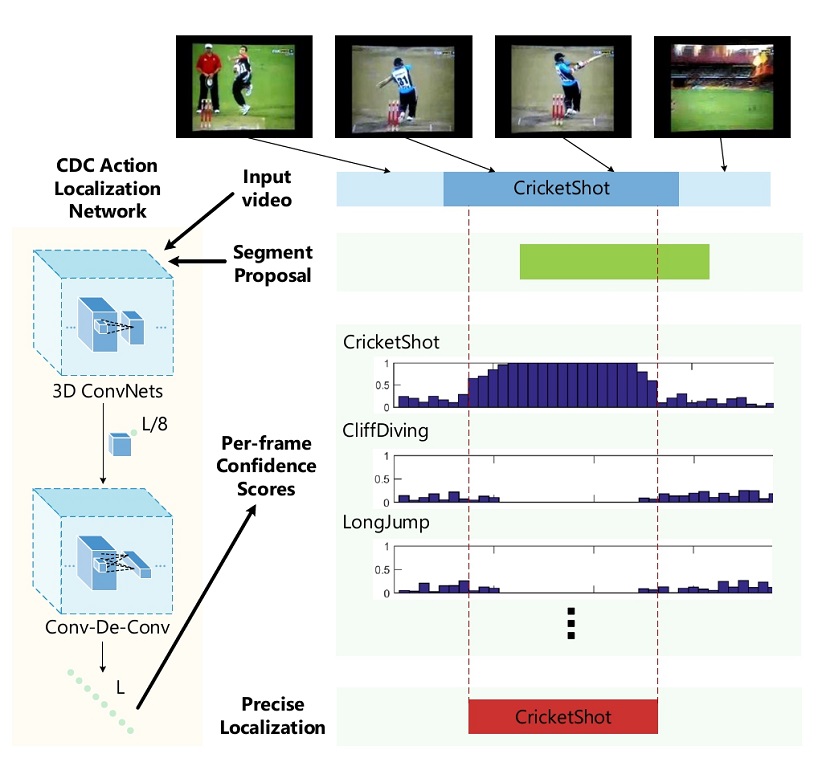 CDC Action
Localization
Network
Input
video
CricketShot
Segment
Proposal
3D ConvNets
L/8
Conv-De-Conv
L
Per-frame
Confidence
Scores
CricketShot
1
0.5
0
CliffDiving
1
0.5
0
LongJump
1
0.5
0
Precise
Localization
CricketShot